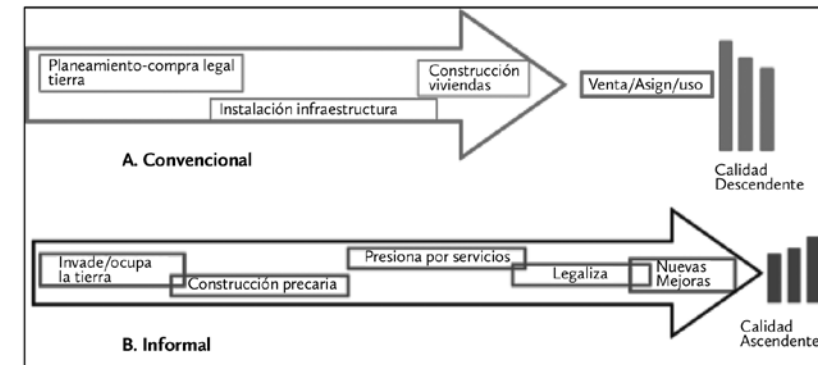 Planeamiento-compra legal
tierra
Instalación infraestructura
Construcción
viviendas
Venta/Asign/uso
A. Convencional
Calidad
Descendente
Invade/ocupa
la tierra
Construcción precaria
Presiona por servicios
Legaliza
Nuevas
Mejoras
B. Informal
Calidad
Ascendente